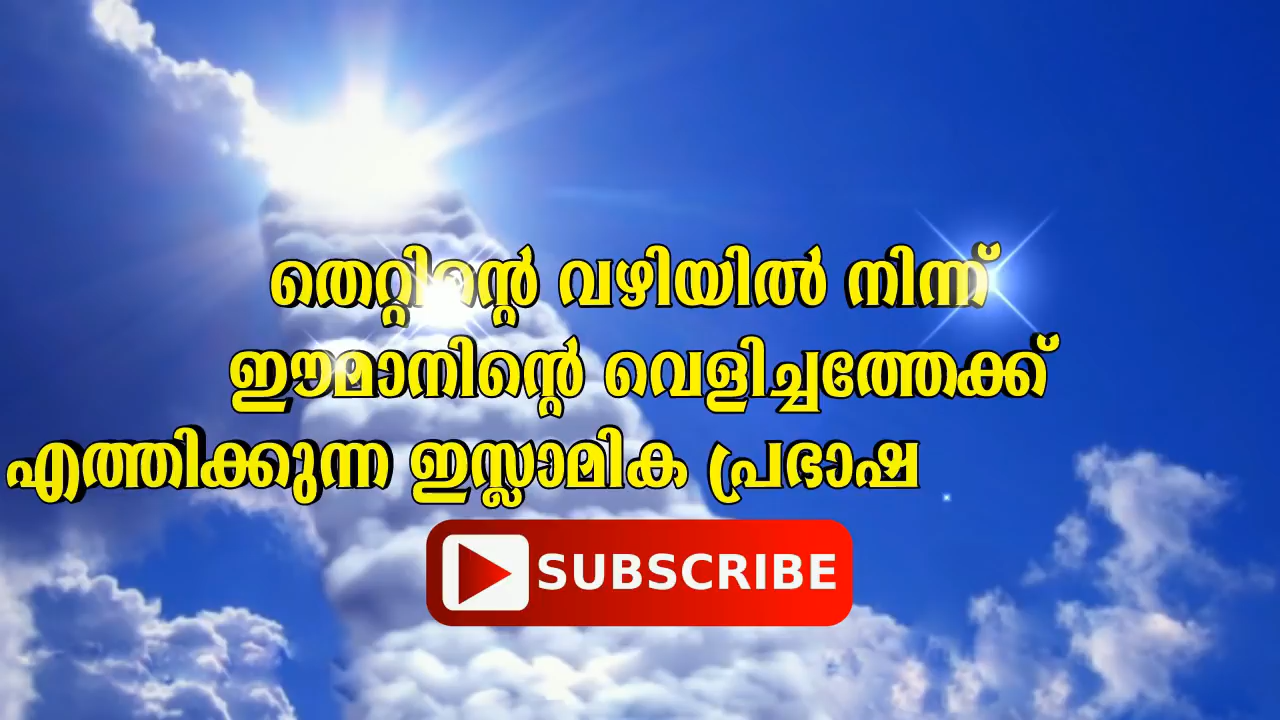 തെറ്റിന്റെ വഴിയിൽ നിന്ന്
ഈമാനിന്റെ വെളിച്ചത്തേക്ക്
എത്തിക്കുന്ന ഇസ്ലാമിക പ്രഭാഷ
SUBSCRIBE